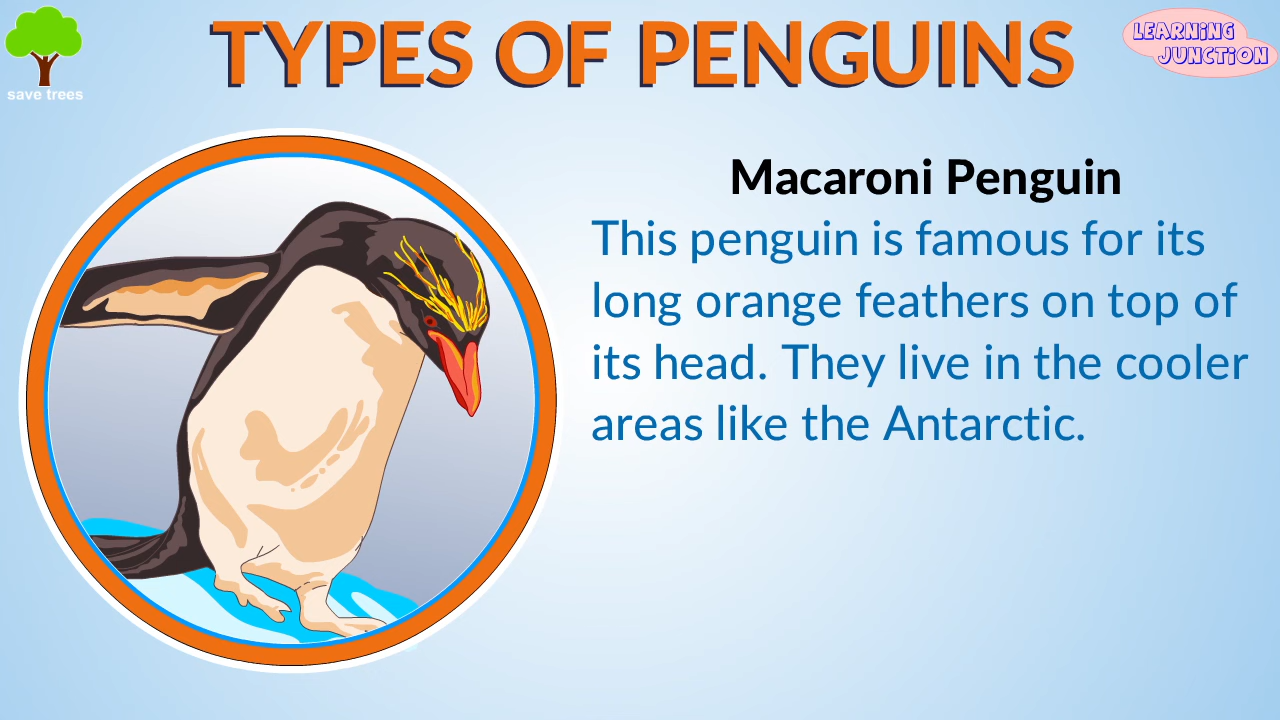 TYPES OF PENGUINS
LEARNING
JUNCTION
save trees
Macaroni Penguin
This penguin is famous for its
long orange feathers on top of
its head. They live in the cooler
areas like the Antarctic.